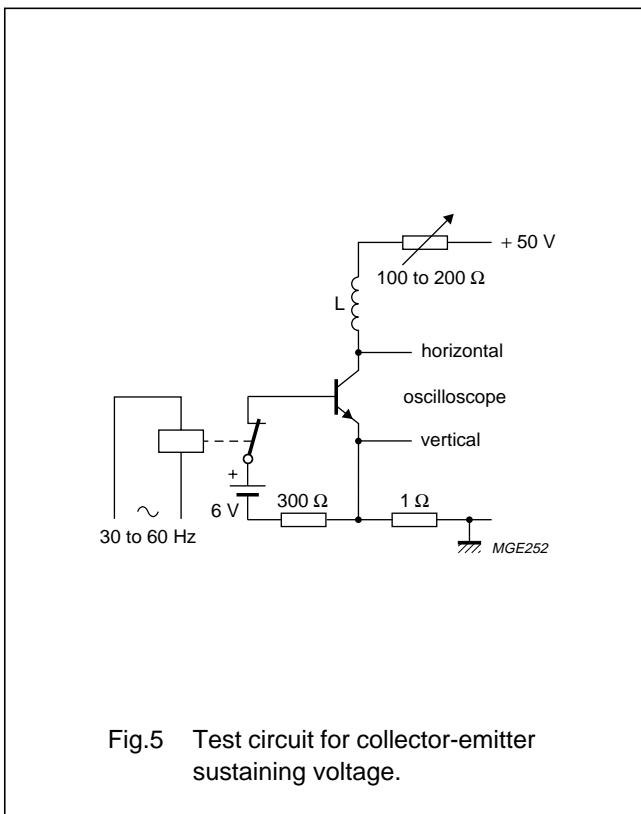 + 50 V
100 to 200 Ω
L
horizontal
oscilloscope
vertical
+
6 V
300 Ω
1 Ω
30 to 60 Hz
MGE252
Fig.5 Test circuit for collector-emitter
sustaining voltage.